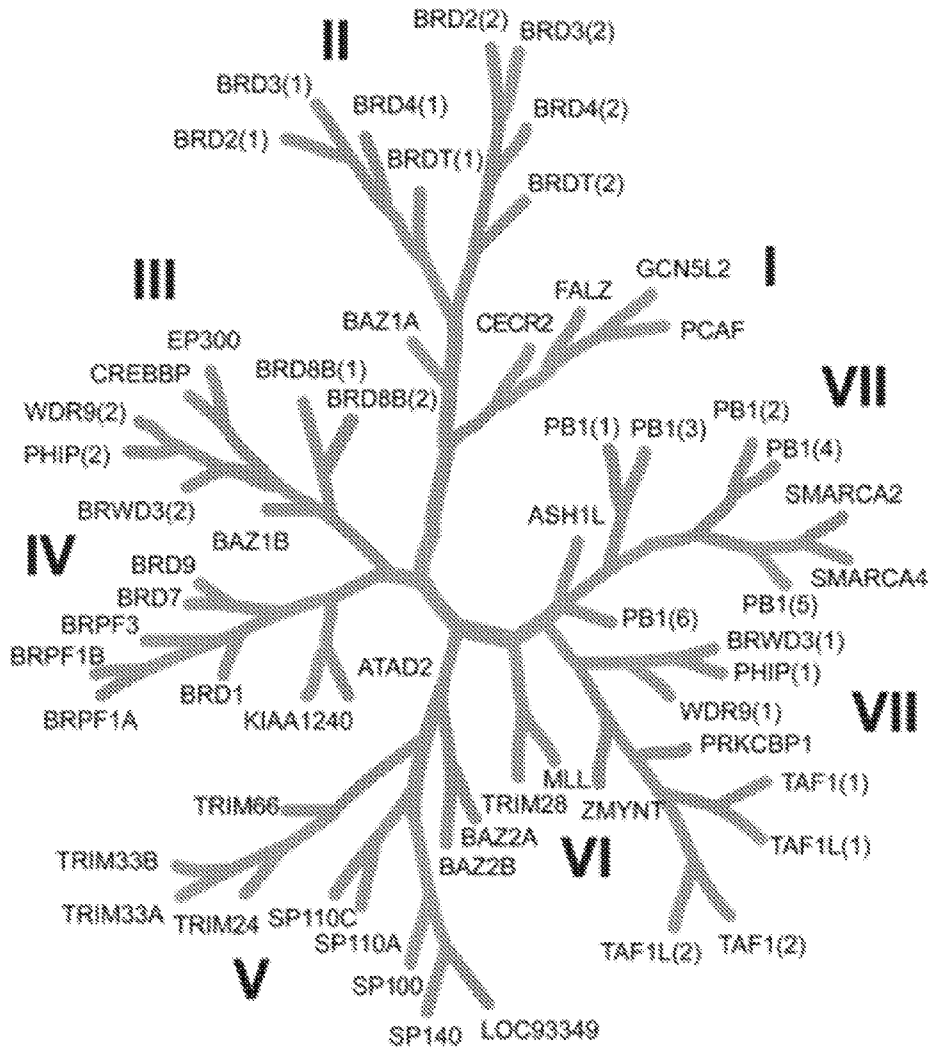 BRD2(2)
BRD3(2)
II
BRD3(1)
BRD4(1)
BRD4(2)
BRD2(1)
BRDT(1)
BRDT(2)
III
I
GCN5L2
FALZ
BAZ1A
CECR2
PCAF
EP300
CREBBP
BRD8B(1)
BRD8B(2)
VII
WDR9(2)
PB1(1)
PB1(3)
PB1(2)
PB1(4)
PHIP(2)
SMARCA2
BRWD3(2)
ASH1L
BAZ1B
IV
BRD9
SMARCA4
BRD7
PB1(5)
BRPF3
PB1(6)
BRWD3(1)
BRPF1B
ATAD2
PHIP(1)
BRD1
BRPF1A
KIAA1240
WDR9(1)
VII
PRKCBP1
MLL
TAF1(1)
TRIM66
TRIM28
ZMYNT
BAZ2A
TAF1L(1)
TRIM33B
BAZ2B
VI
TRIM33A
TRIM24
SP110C
SP110A
TAF1L(2)
TAF1(2)
V
SP100
SP140
LOC93349